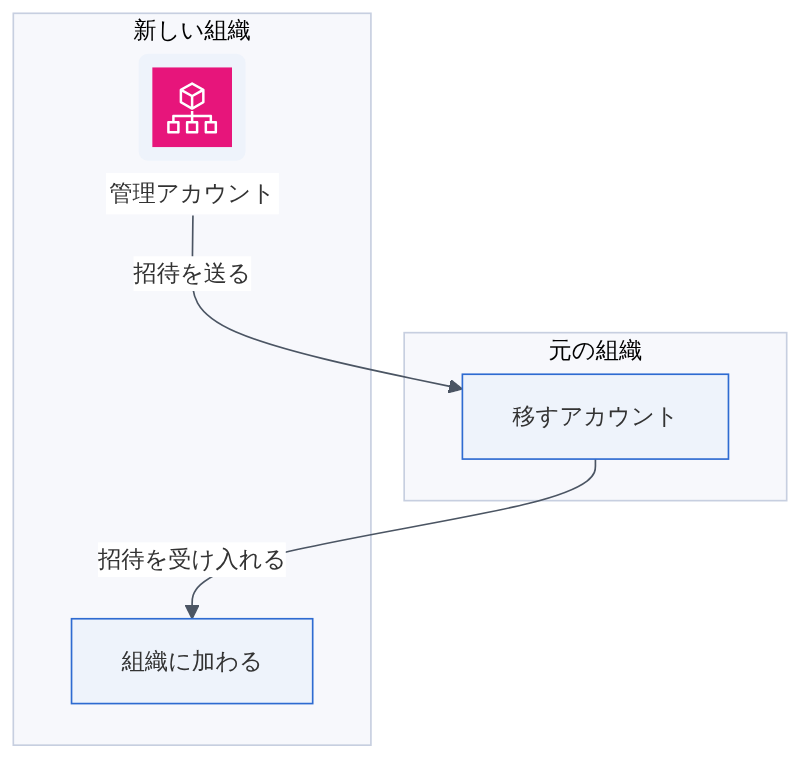 新しい組織
管理アカウント
招待を送る
元の組織
移すアカウント
招待を受け入れる
組織に加わる